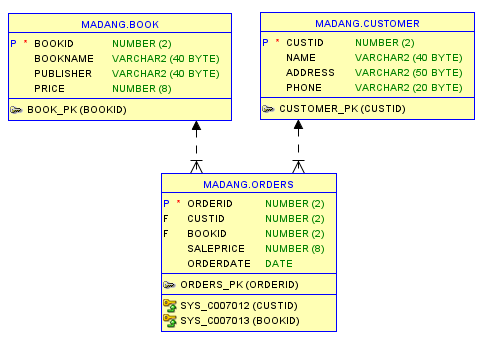 MADANG.BOOK
P * BOOKID NUMBER (2)
BOOKNAME VARCHAR2 (40 BYTE)
PUBLISHER VARCHAR2 (40 BYTE)
PRICE NUMBER (8)
BOOK_PK (BOOKID)
MADANG.CUSTOMER
P * CUSTID NUMBER (2)
NAME VARCHAR2 (40 BYTE)
ADDRESS VARCHAR2 (50 BYTE)
PHONE VARCHAR2 (20 BYTE)
CUSTOMER_PK (CUSTID)
MADANG.ORDERS
P * ORDERID NUMBER (2)
F CUSTID NUMBER (2)
F BOOKID NUMBER (2)
SALEPRICE NUMBER (8)
ORDERDATE DATE
ORDERS_PK (ORDERID)
SYS_C007012 (CUSTID)
SYS_C007013 (BOOKID)